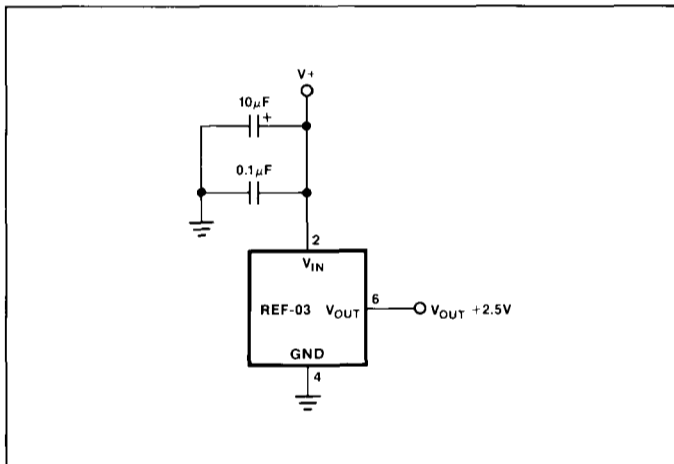 V+
10µF
+
0.1µF
2
VIN
REF-03 VOUT
6
VOUT +2.5V
GND
4